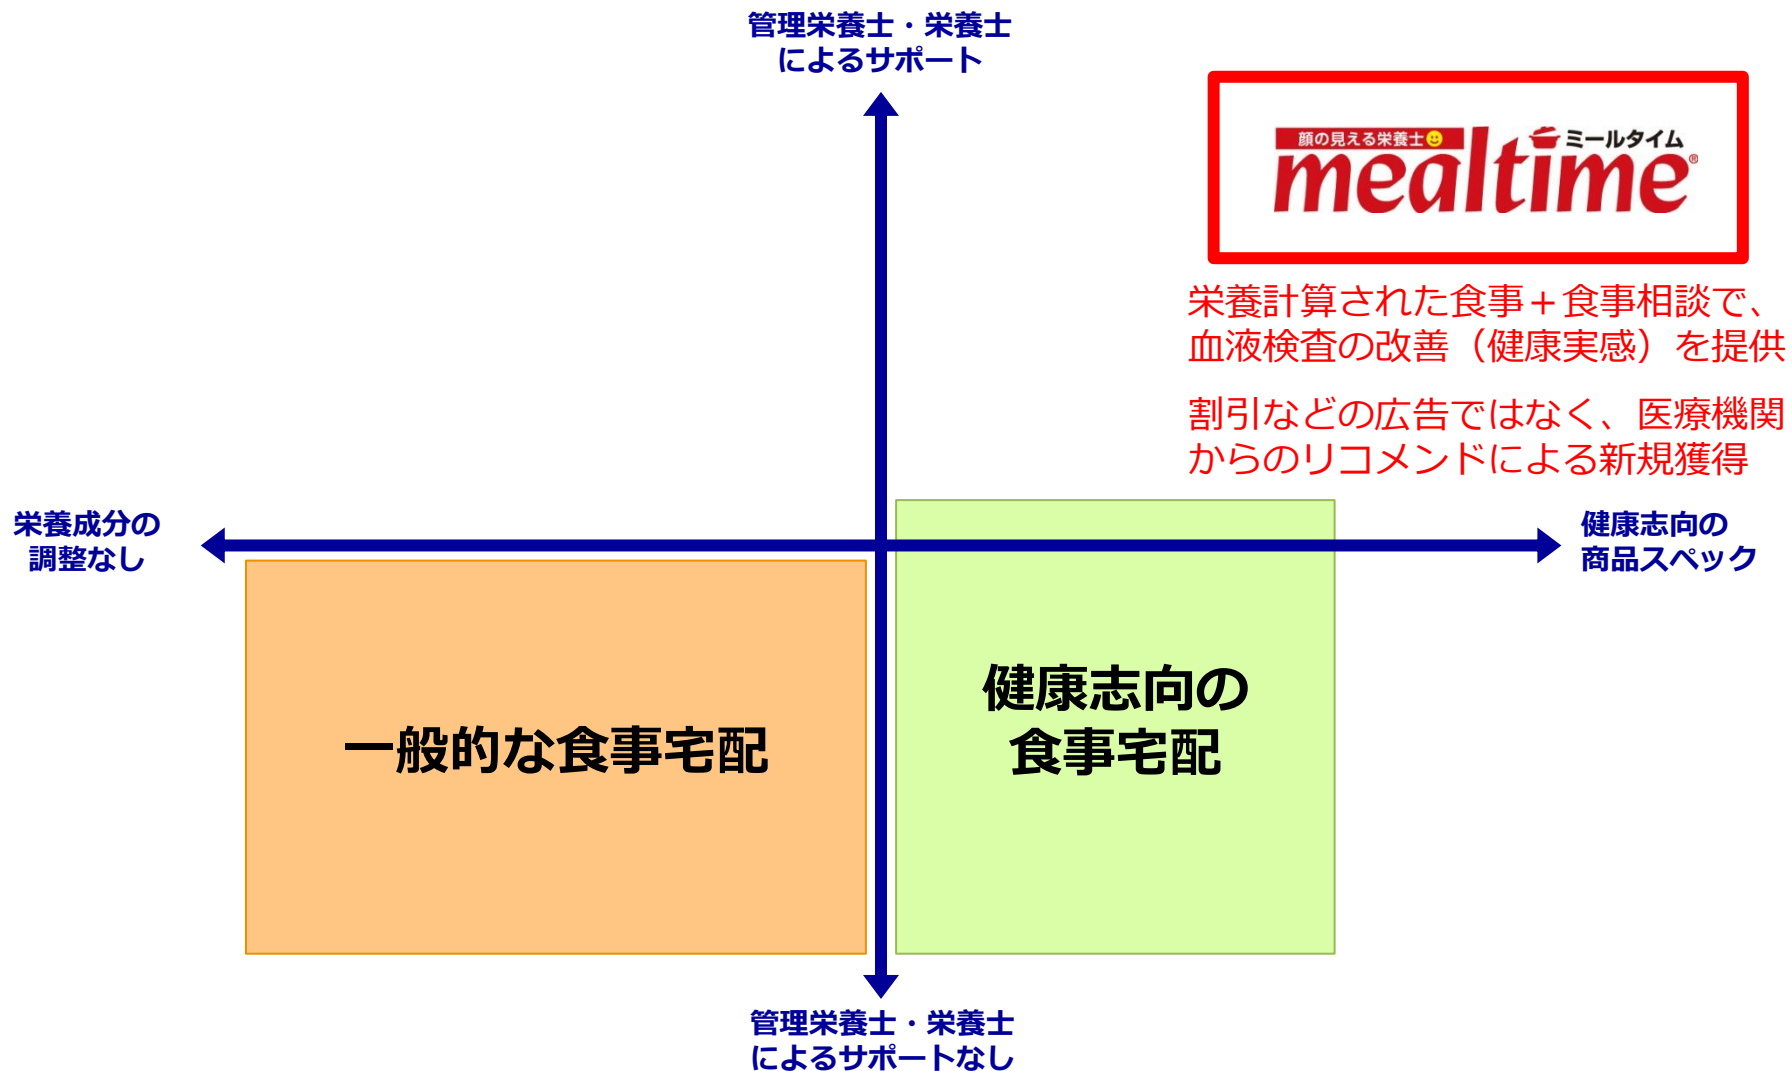 管理栄養士・栄養士
によるサポート
顔の見える栄養士
ミールタイム
mealtime®
栄養計算された食事＋食事相談で、
血液検査の改善（健康実感）を提供
割引などの広告ではなく、医療機関
からのリコメンドによる新規獲得
栄養成分の
調整なし
健康志向の
商品スペック
一般的な食事宅配
健康志向の
食事宅配
管理栄養士・栄養士
によるサポートなし